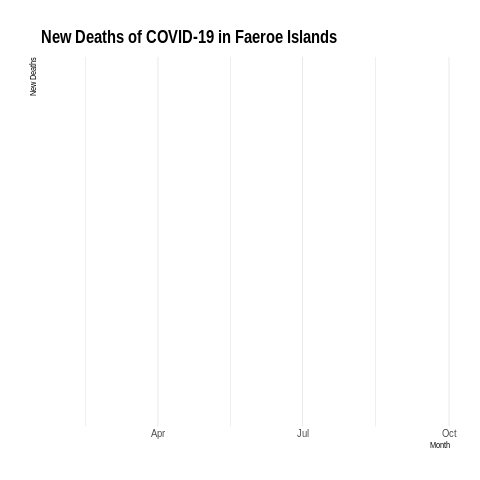 New Deaths of COVID-19 in Faeroe Islands
New Deaths
Apr Jul Oct
Month